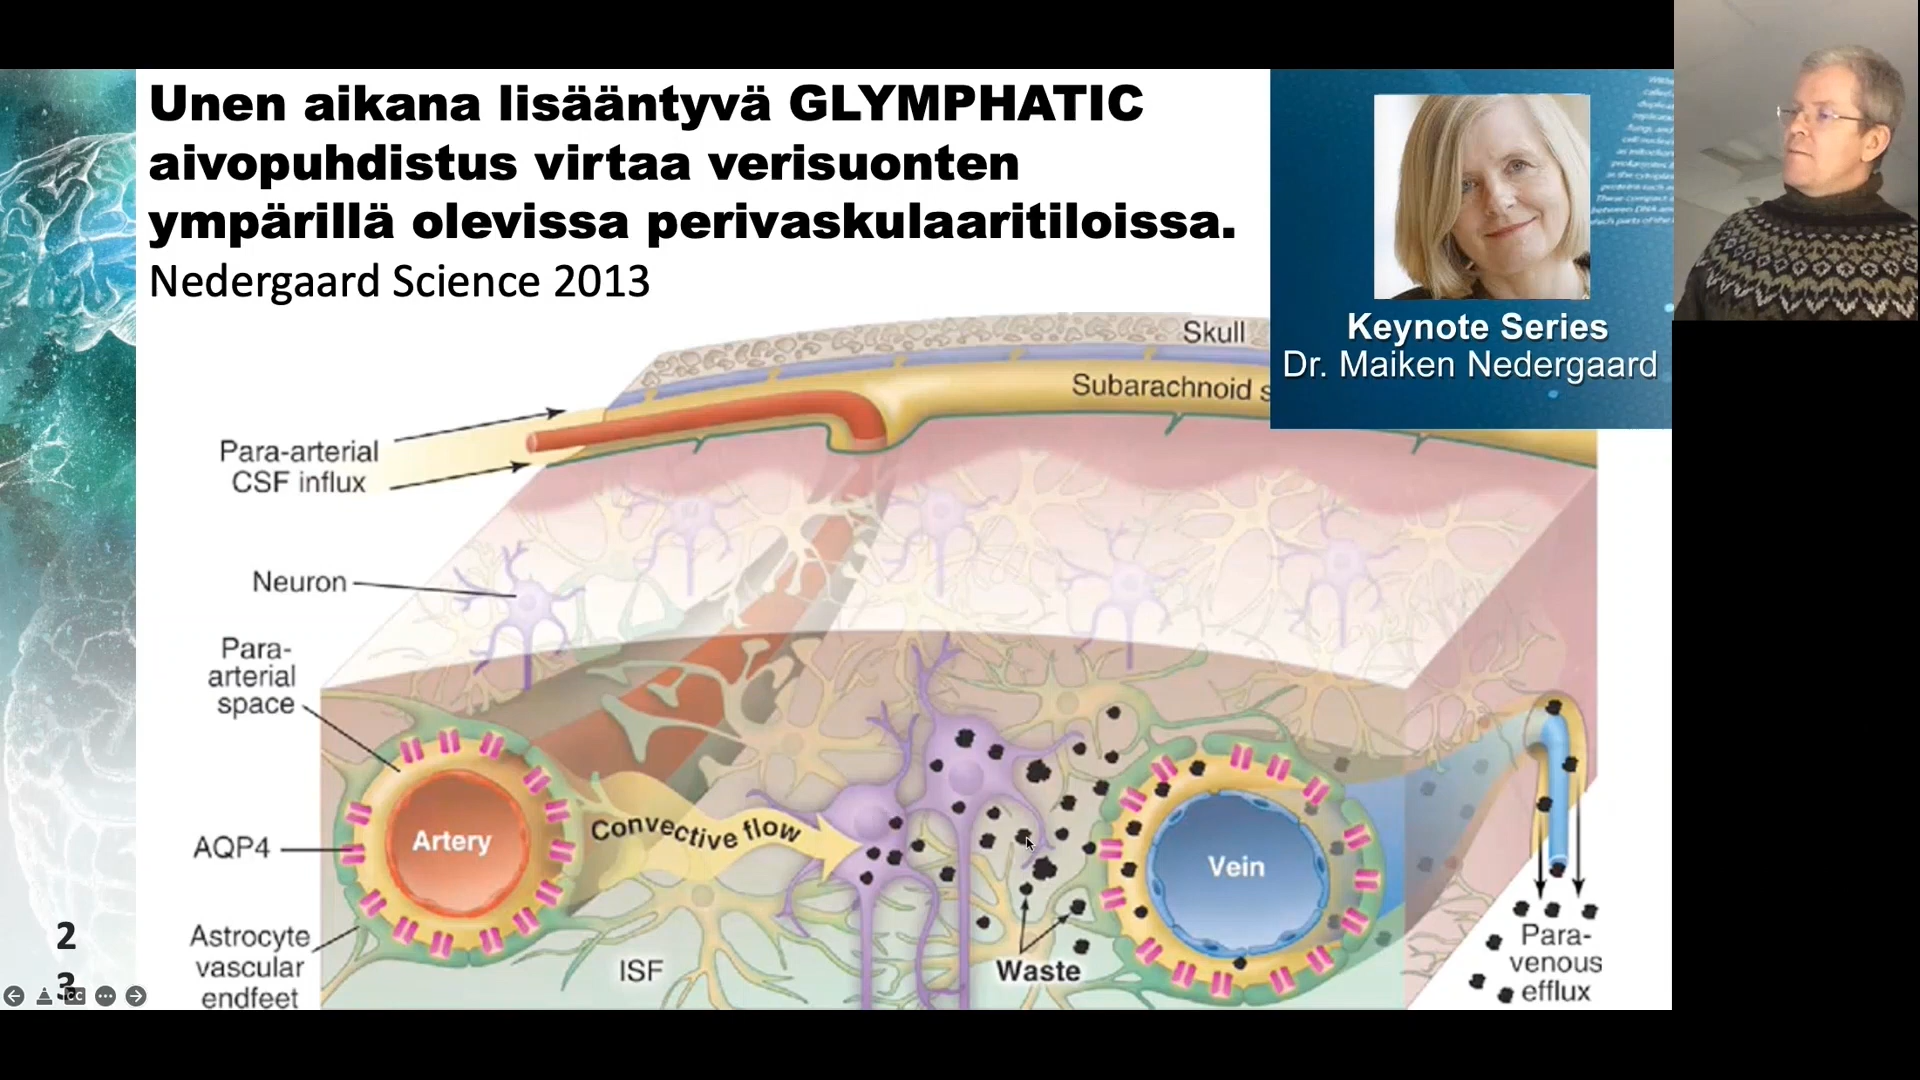 Unen aikana lisääntyvä GLYMPHATIC
aivopuhdistus virtaa verisuonten
ympärillä olevissa perivaskulaaritiloissa.
Nedergaard Science 2013
Keynote Series
Dr. Maiken Nedergaard
Skull
Subarachnoid s
Para-arterial
CSF influx
Neuron
Para-
arterial
space
AQP4
Artery
Convective flow
Vein
Astrocyte
vascular
endfeet
ISF
Waste
Para-
venous
efflux
2
3
CC